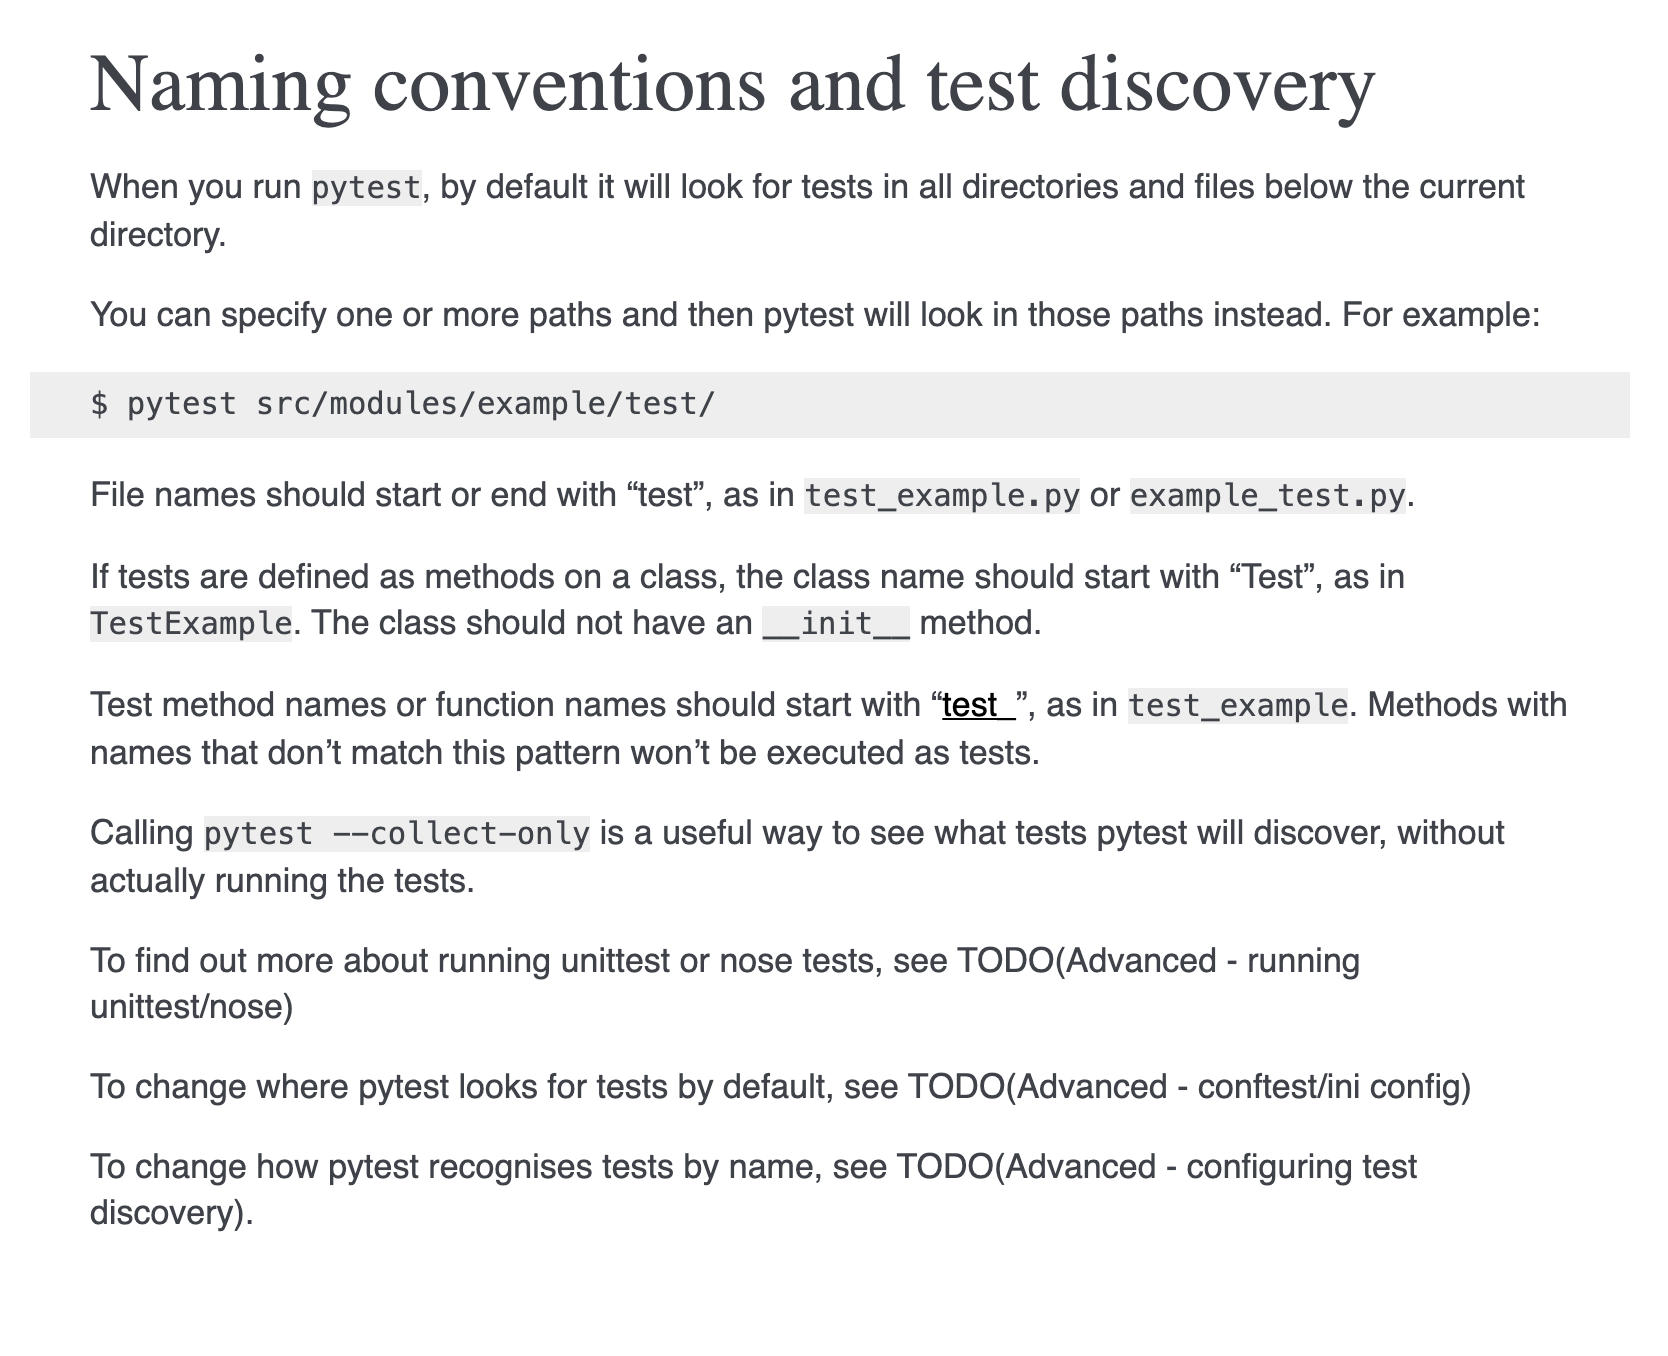 Naming conventions and test discovery
When you run pytest, by default it will look for tests in all directories and files below the current
directory.
You can specify one or more paths and then pytest will look in those paths instead. For example:
$ pytest src/modules/example/test/
File names should start or end with “test”, as in test_example.py or example_test.py.
If tests are defined as methods on a class, the class name should start with “Test”, as in
TestExample. The class should not have an __init__ method.
Test method names or function names should start with “test_”, as in test_example. Methods with
names that don’t match this pattern won’t be executed as tests.
Calling pytest --collect-only is a useful way to see what tests pytest will discover, without
actually running the tests.
To find out more about running unittest or nose tests, see TODO(Advanced - running
unittest/nose)
To change where pytest looks for tests by default, see TODO(Advanced - conftest/ini config)
To change how pytest recognises tests by name, see TODO(Advanced - configuring test
discovery).